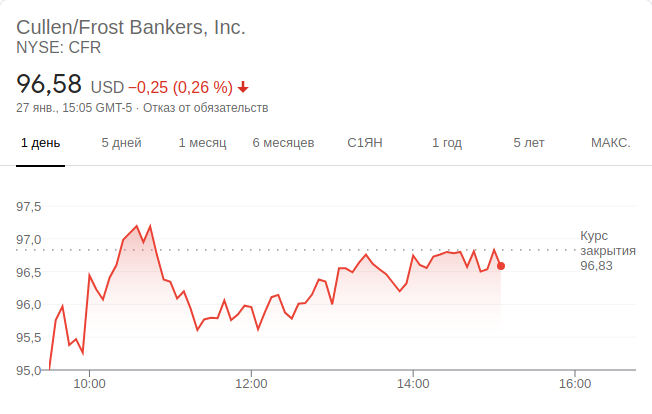 Cullen/Frost Bankers, Inc.
NYSE: CFR
96,58 USD −0,25 (0,26 %)
27 янв., 15:05 GMT-5 · Отказ от обязательств
1 день 5 дней 1 месяц 6 месяцев С1ЯН 1 год 5 лет МАКС.
97,5
97,0
96,5
96,0
95,5
95,0
Курс
закрытия
96,83
10:00 12:00 14:00 16:00